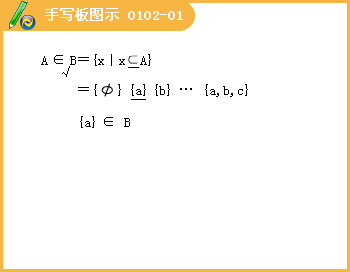 手写板图示 0102-01
A ∈ B={x｜x⊆A}
√
={ϕ} {a} {b} … {a,b,c}
{a} ∈ B